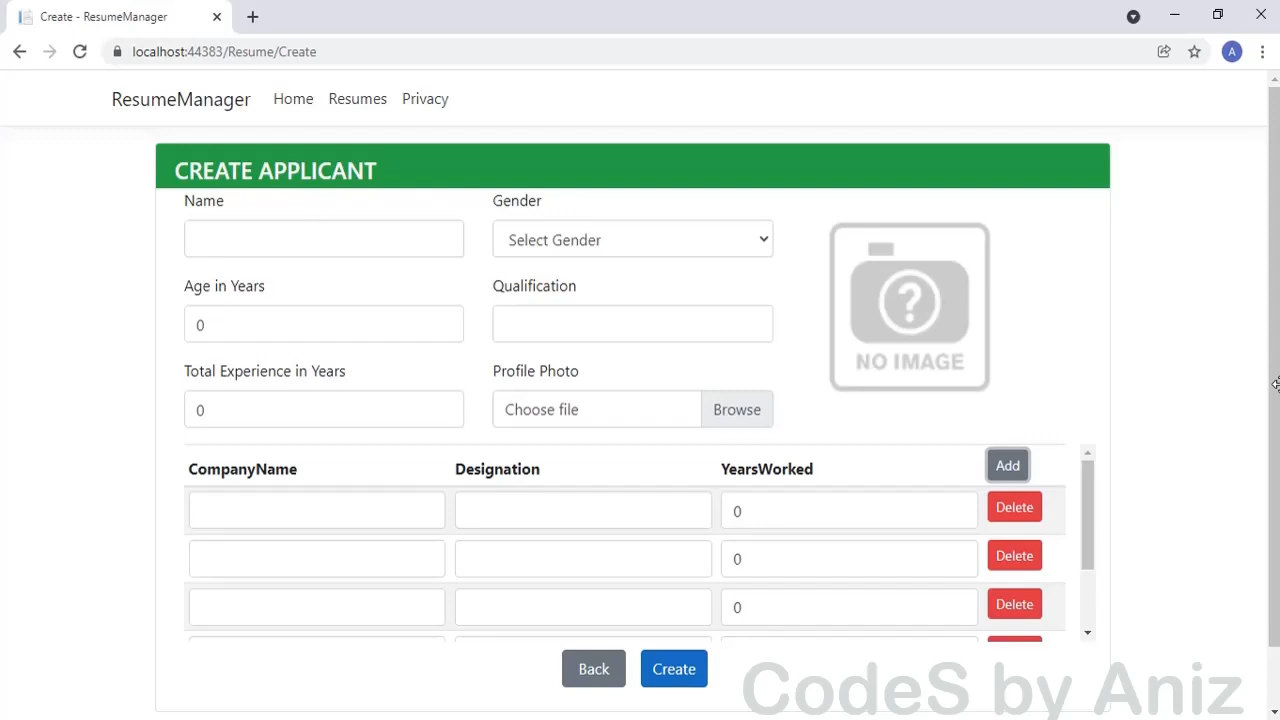 Create - ResumeManager
localhost:44383/Resume/Create
A
ResumeManager Home Resumes Privacy
CREATE APPLICANT
Name Gender
Select Gender
Age in Years Qualification
0
NO IMAGE
Total Experience in Years Profile Photo
0 Choose file Browse
CompanyName Designation YearsWorked Add
0 Delete
0 Delete
0 Delete
Back Create
CodeS by Aniz